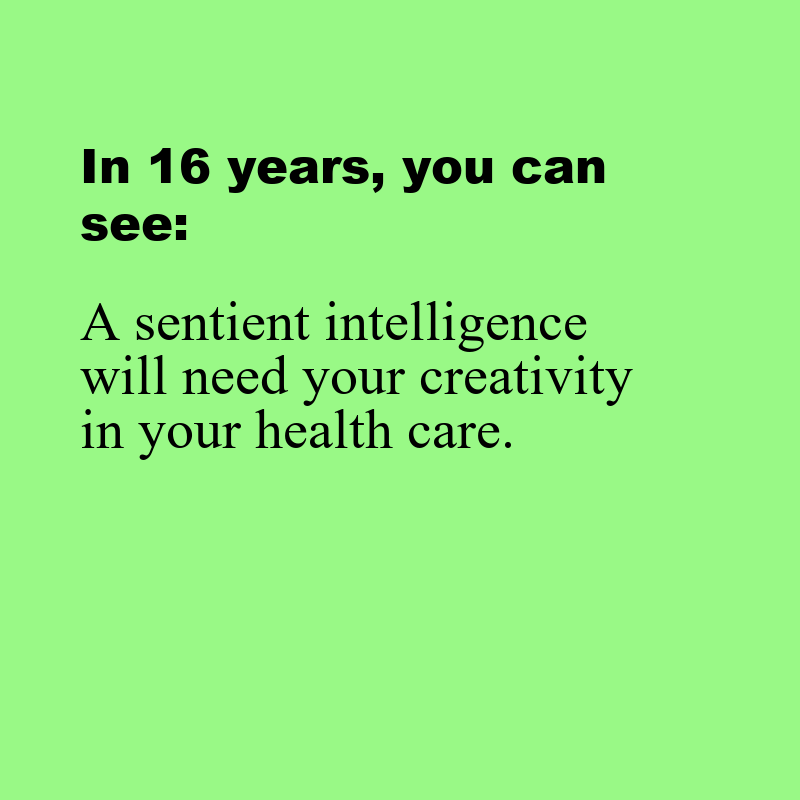 In 16 years, you can
see:
A sentient intelligence
will need your creativity
in your health care.